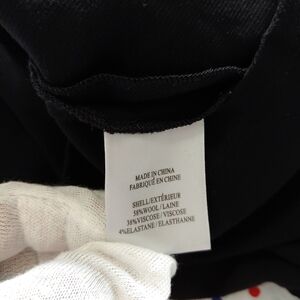 MADE IN CHINA
FABRIQUÉ EN CHINE
SHELL/EXTÉRIEUR
58%WOOL/LAINE
38%VISCOSE/VISCOSE
4%ELASTANE/ELASTHANNE